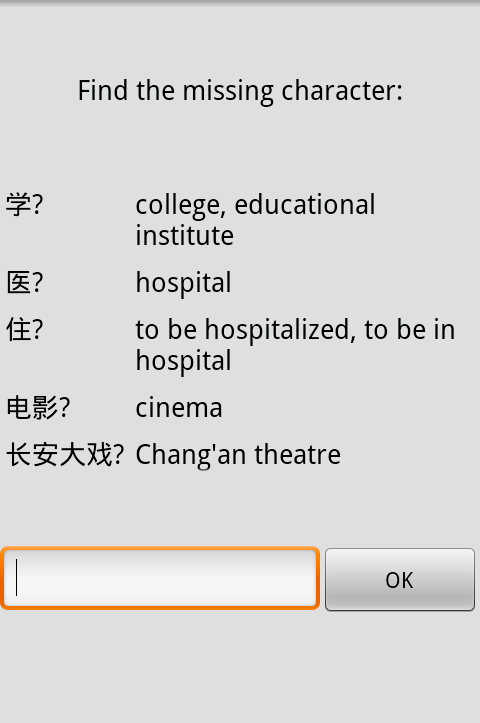 Find the missing character:
学? college, educational
institute
医? hospital
住? to be hospitalized, to be in
hospital
电影? cinema
长安大戏? Chang'an theatre
OK